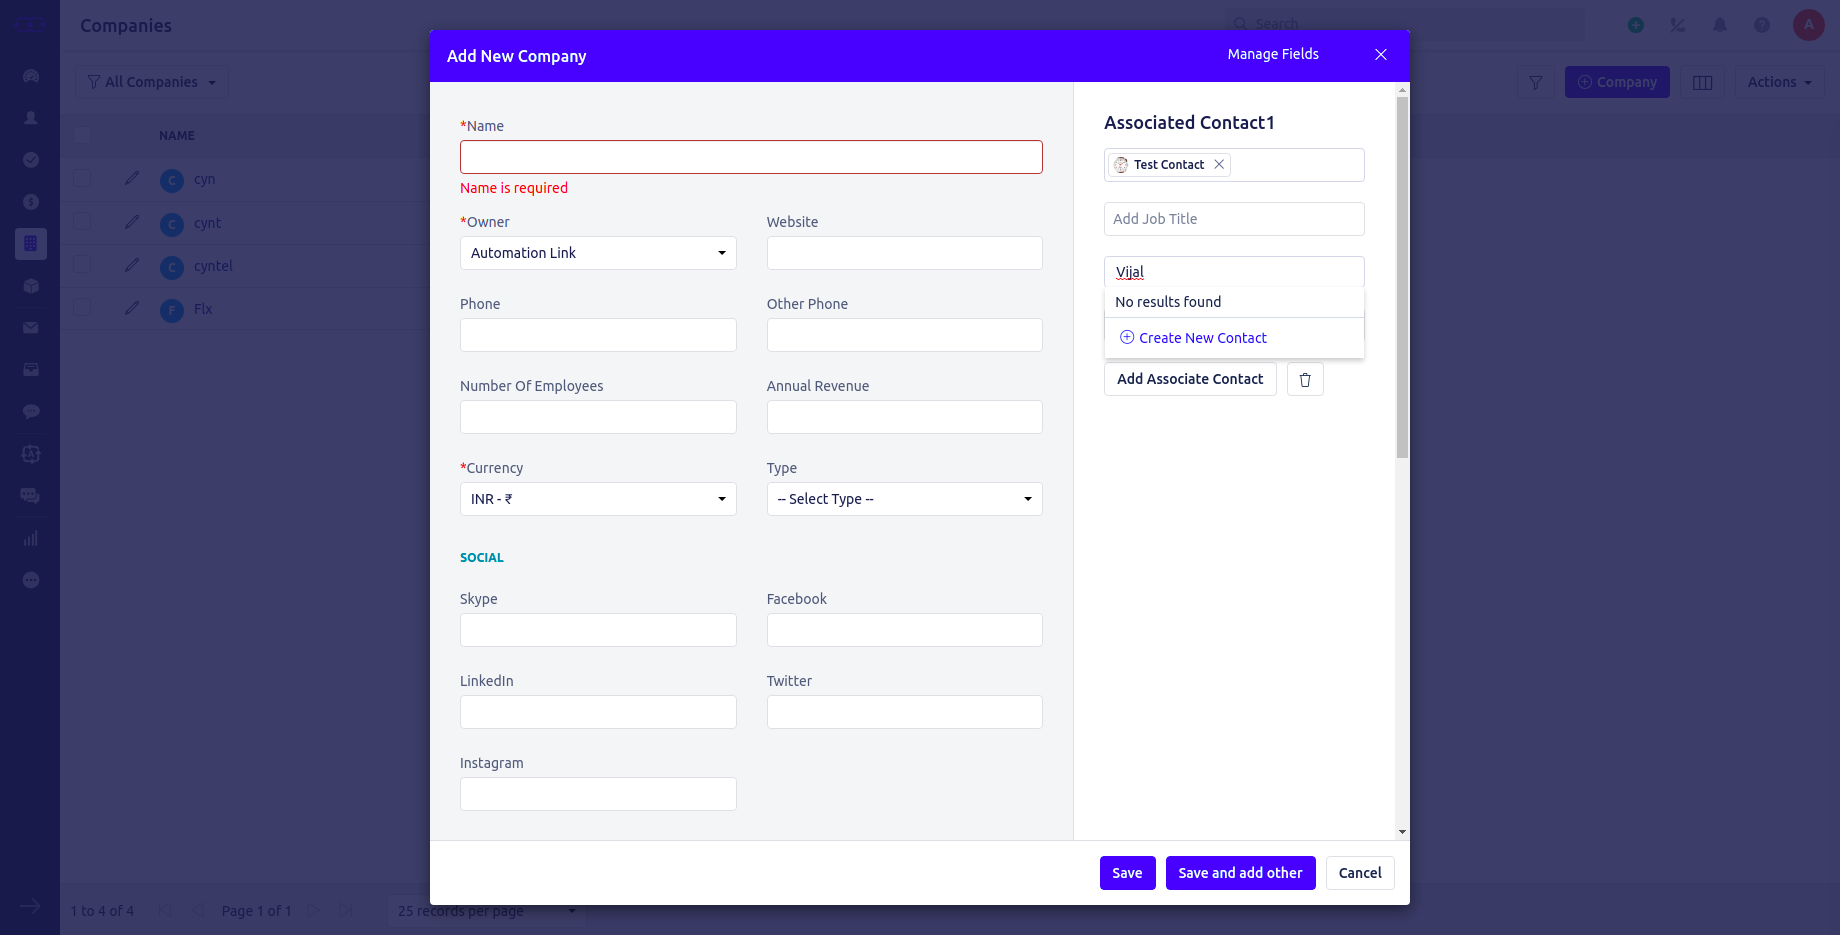 Companies
Search
A
All Companies
Company
Actions
NAME
C cyn
C cynt
C cyntel
F Flx
1 to 4 of 4
Page 1 of 1
25 records per page
Add New Company
Manage Fields
*Name
Name is required
*Owner
Website
Automation Link
Phone
Other Phone
Number Of Employees
Annual Revenue
*Currency
Type
INR - ₹
-- Select Type --
SOCIAL
Skype
Facebook
LinkedIn
Twitter
Instagram
Associated Contact1
Test Contact
Add Job Title
Vijal
No results found
Create New Contact
Add Associate Contact
Save
Save and add other
Cancel